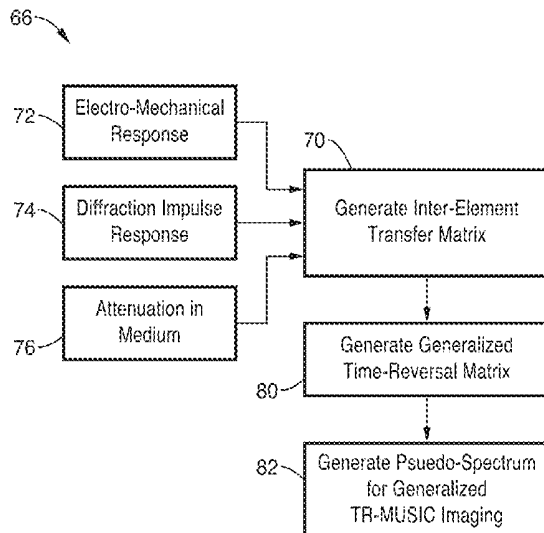 66
72
Electro-Mechanical
Response
70
74
Diffraction Impulse
Response
Generate Inter-Element
Transfer Matrix
76
Attenuation in
Medium
80
Generate Generalized
Time-Reversal Matrix
82
Generate Psuedo-Spectrum
for Generalized
TR-MUSIC Imaging